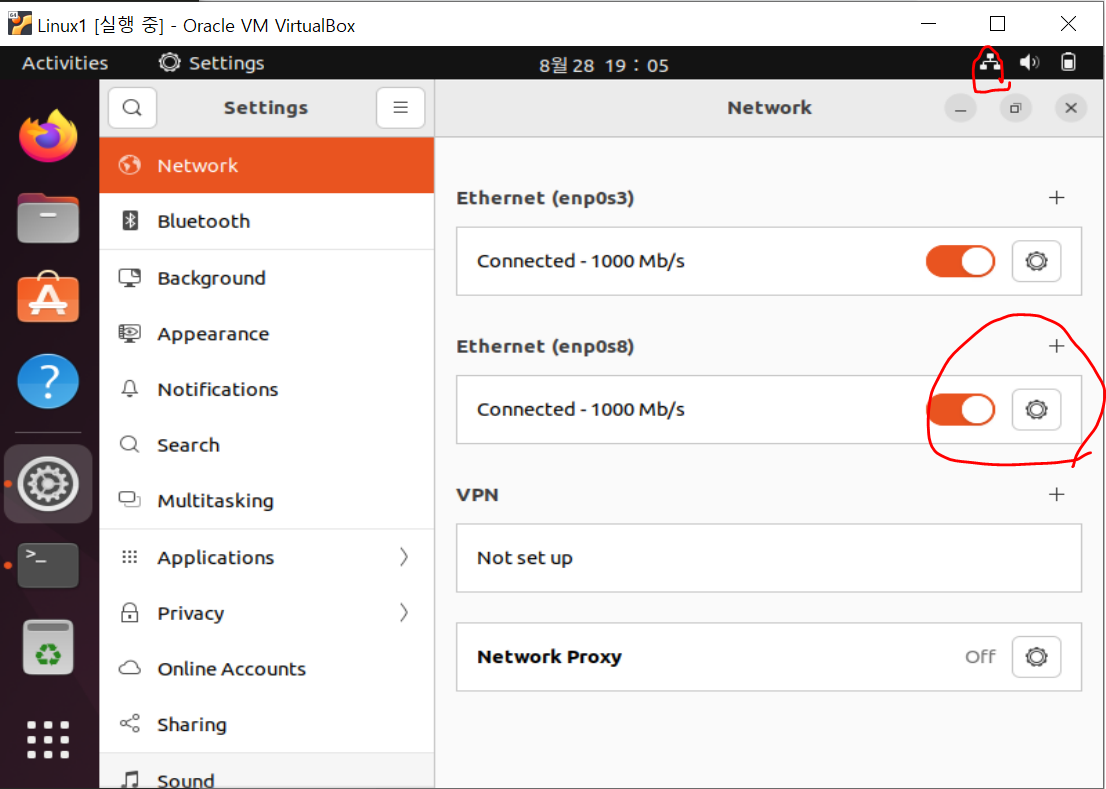 Linux1 [실행 중] - Oracle VM VirtualBox
Activities Settings 8월 28 19 : 05
Settings
Network
Network
Bluetooth
Background
Appearance
Notifications
Search
Multitasking
Applications
Privacy
Online Accounts
Sharing
Sound
Ethernet (enp0s3)
Connected - 1000 Mb/s
Ethernet (enp0s8)
Connected - 1000 Mb/s
VPN
Not set up
Network Proxy Off